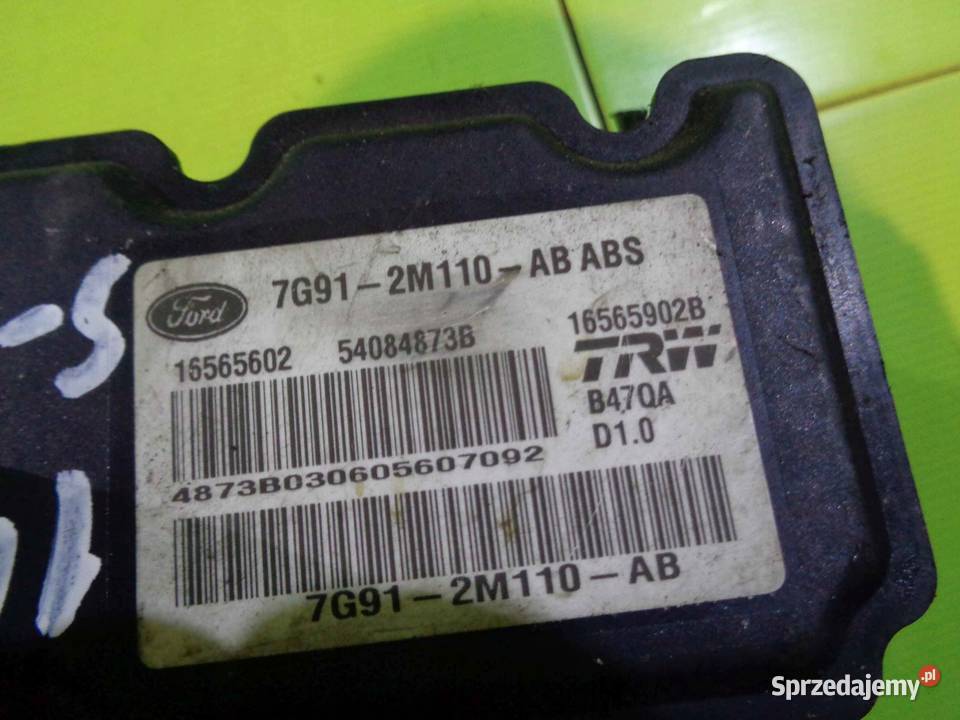 Ford
7G91-2M110-AB ABS
16565602 54084873B 16565902B
TRW
B47QA
D1.0
4873B030605607092
7G91-2M110-AB
Sprzedajemy.pl